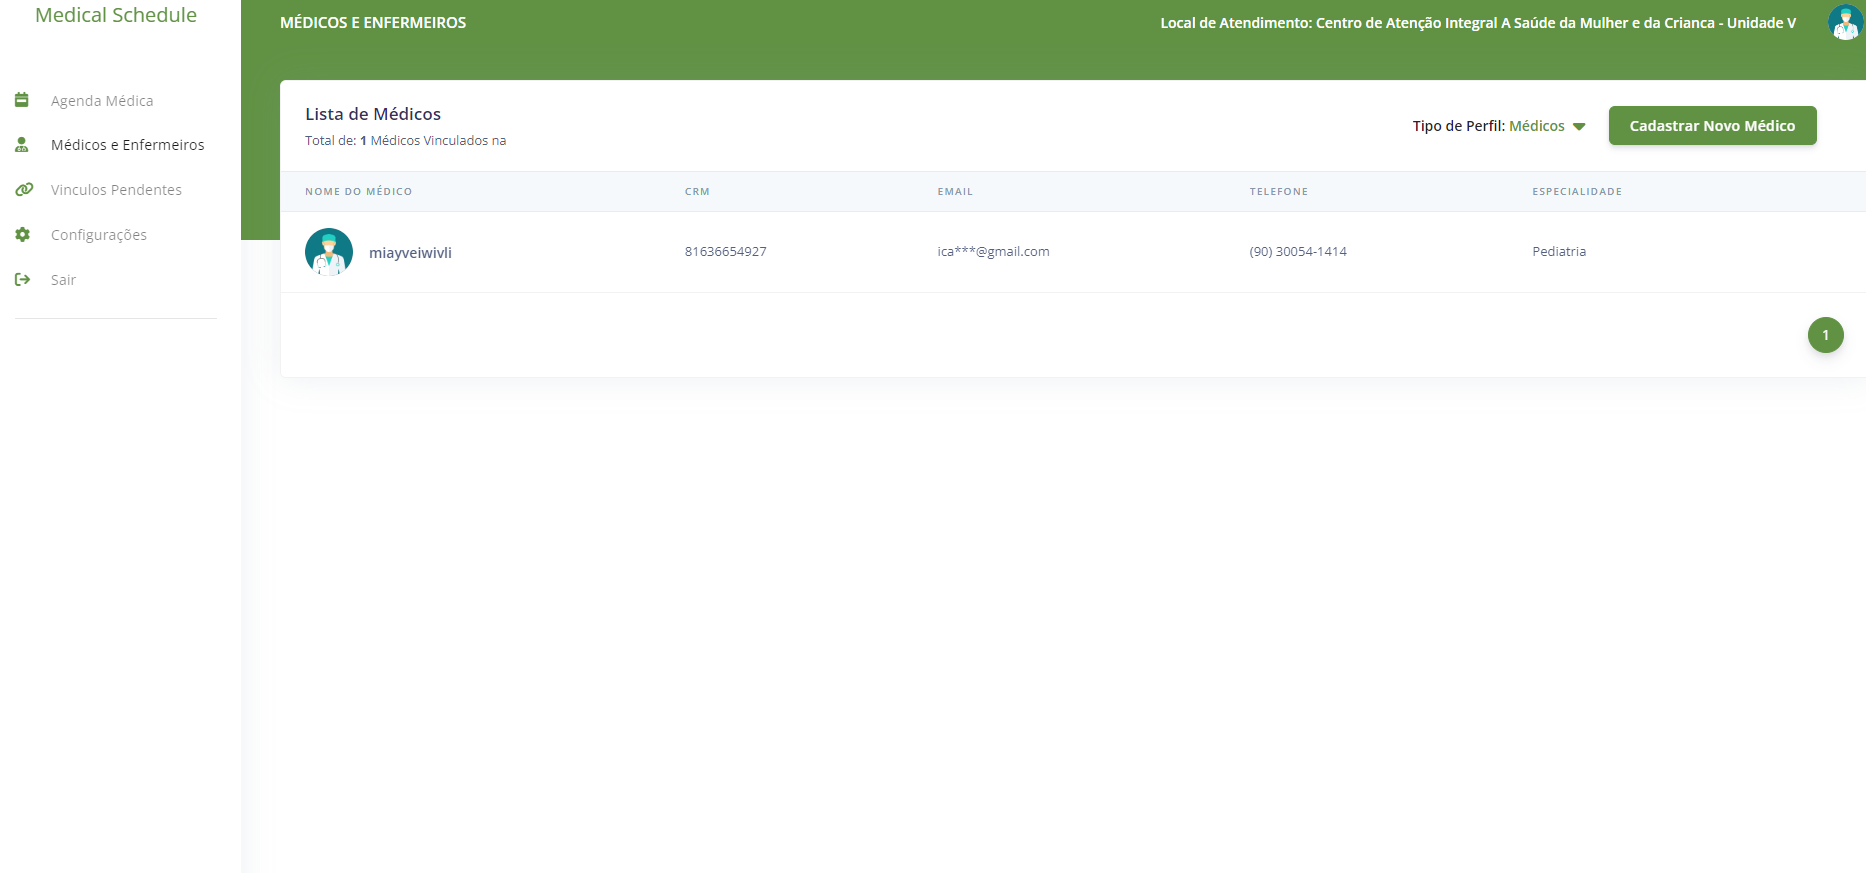 Medical Schedule
MÉDICOS E ENFERMEIROS
Local de Atendimento: Centro de Atenção Integral A Saúde da Mulher e da Crianca - Unidade V
Agenda Médica
Médicos e Enfermeiros
Vinculos Pendentes
Configurações
Sair
Lista de Médicos
Total de: 1 Médicos Vinculados na
Tipo de Perfil: Médicos
Cadastrar Novo Médico
NOME DO MÉDICO CRM EMAIL TELEFONE ESPECIALIDADE
miayveiwivli 81636654927 ica***@gmail.com (90) 30054-1414 Pediatria
1